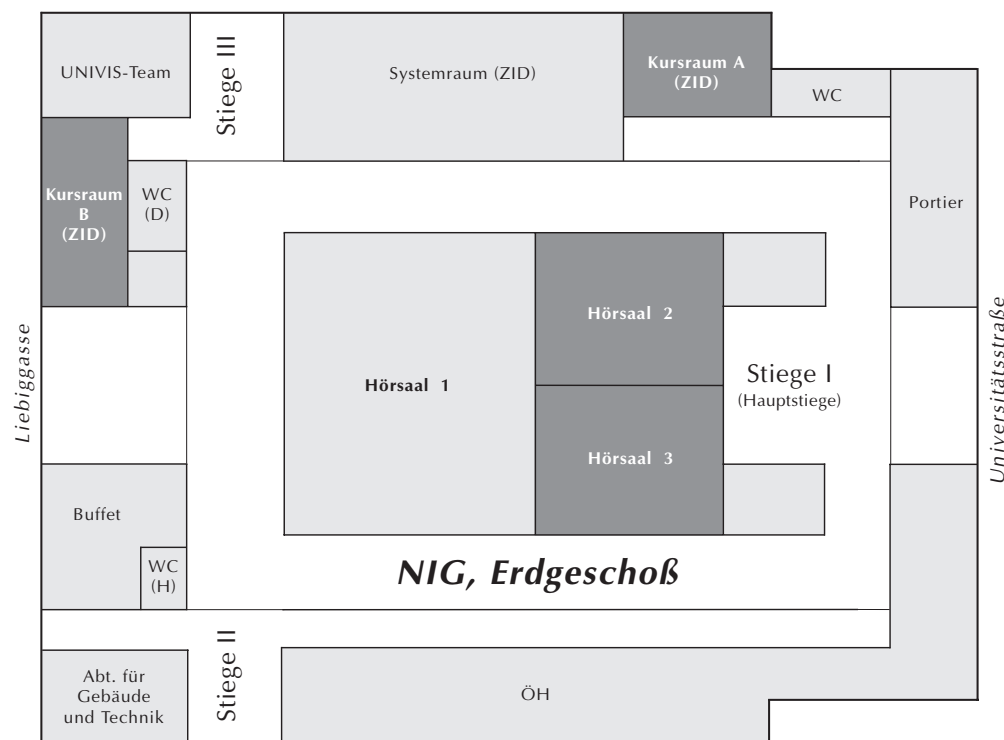 UNIVIS-Team
Stiege III
Systemraum (ZID)
Kursraum A
(ZID)
WC
Kursraum
B
(ZID)
WC
(D)
Portier
Hörsaal 1
Hörsaal 2
Hörsaal 3
Stiege I
(Hauptstiege)
Liebiggasse
Universitätsstraße
Buffet
WC
(H)
NIG, Erdgeschoß
Abt. für
Gebäude
und Technik
Stiege II
ÖH